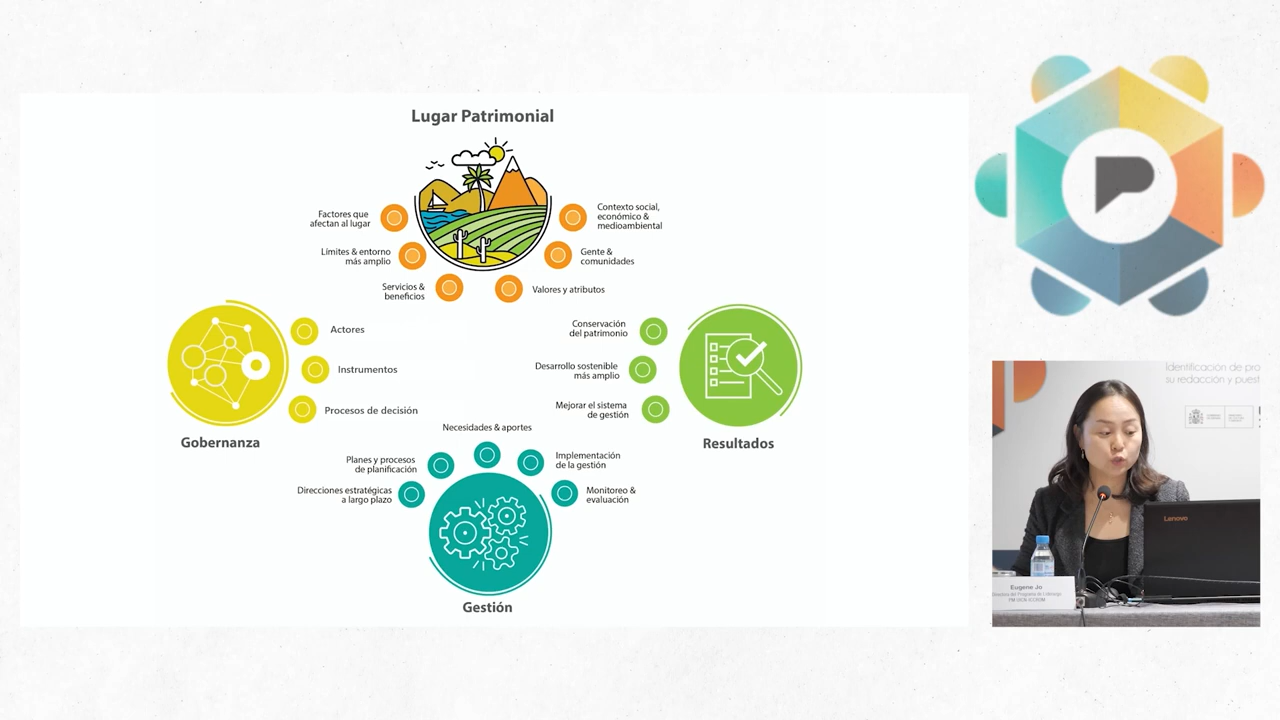 Lugar Patrimonial
Factores que
afectan al lugar
Límites & entorno
más amplio
Servicios &
beneficios
Contexto social,
económico &
medioambiental
Gente &
comunidades
Valores y atributos
Actores
Instrumentos
Procesos de decisión
Gobernanza
Conservación
del patrimonio
Desarrollo sostenible
más amplio
Mejorar el sistema
de gestión
Resultados
Necesidades & aportes
Planes y procesos
de planificación
Direcciones estratégicas
a largo plazo
Implementación
de la gestión
Monitoreo &
evaluación
Gestión
Identificación de pro
su redacción y puest
Lenovo
Eugene Jo